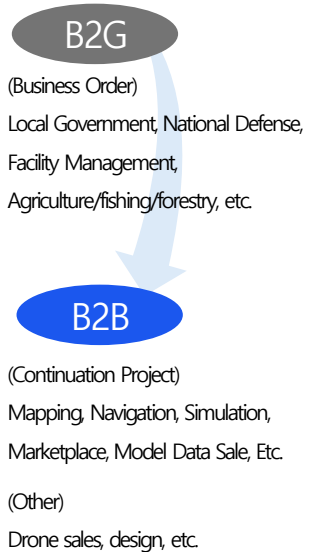 B2G
(Business Order)
Local Government, National Defense,
Facility Management,
Agriculture/fishing/forestry, etc.
B2B
(Continuation Project)
Mapping, Navigation, Simulation,
Marketplace, Model Data Sale, Etc.
(Other)
Drone sales, design, etc.